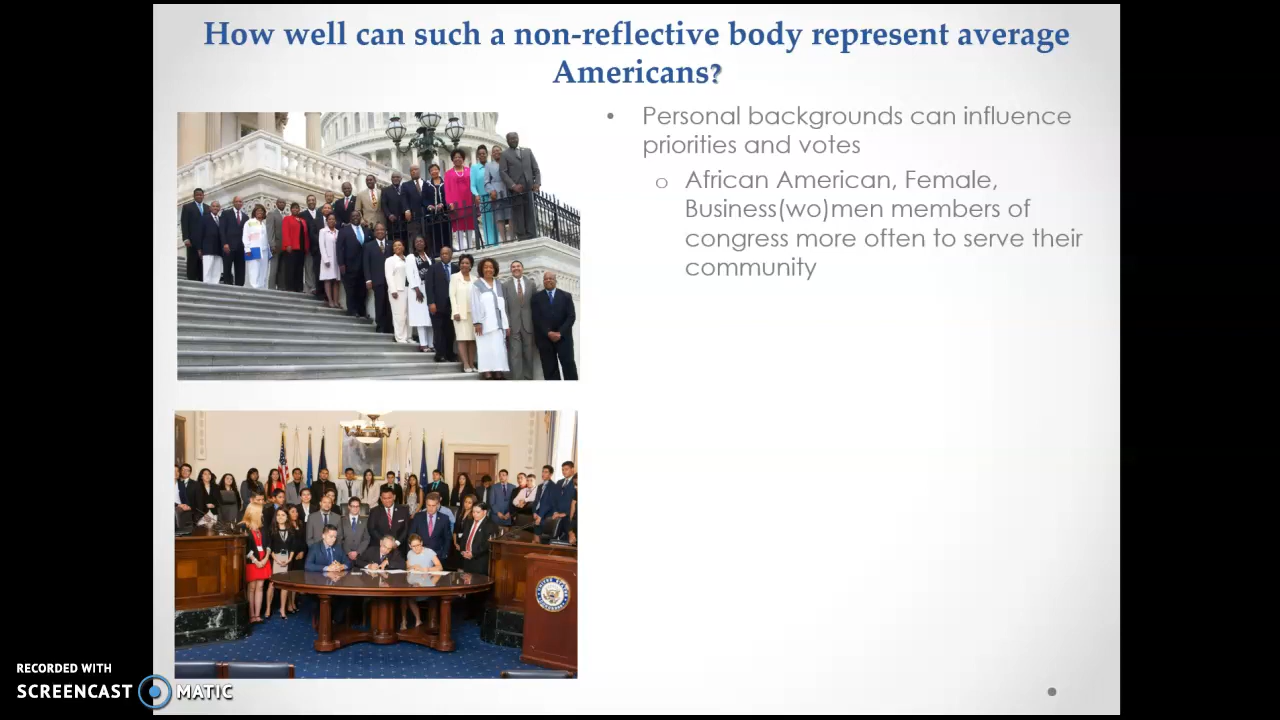 How well can such a non-reflective body represent average
Americans?
• Personal backgrounds can influence
priorities and votes
o African American, Female,
Business(wo)men members of
congress more often to serve their
community
RECORDED WITH
SCREENCAST MATIC